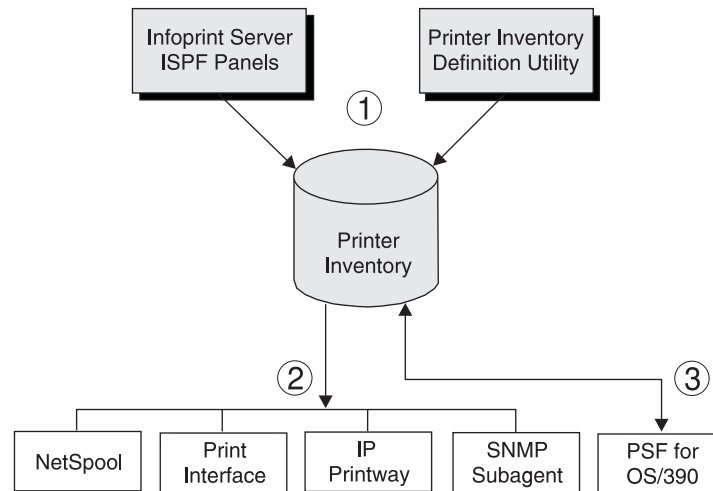 Infoprint Server
ISPF Panels
Printer Inventory
Definition Utility
1
Printer
Inventory
2
3
NetSpool
Print
Interface
IP
Printway
SNMP
Subagent
PSF for
OS/390